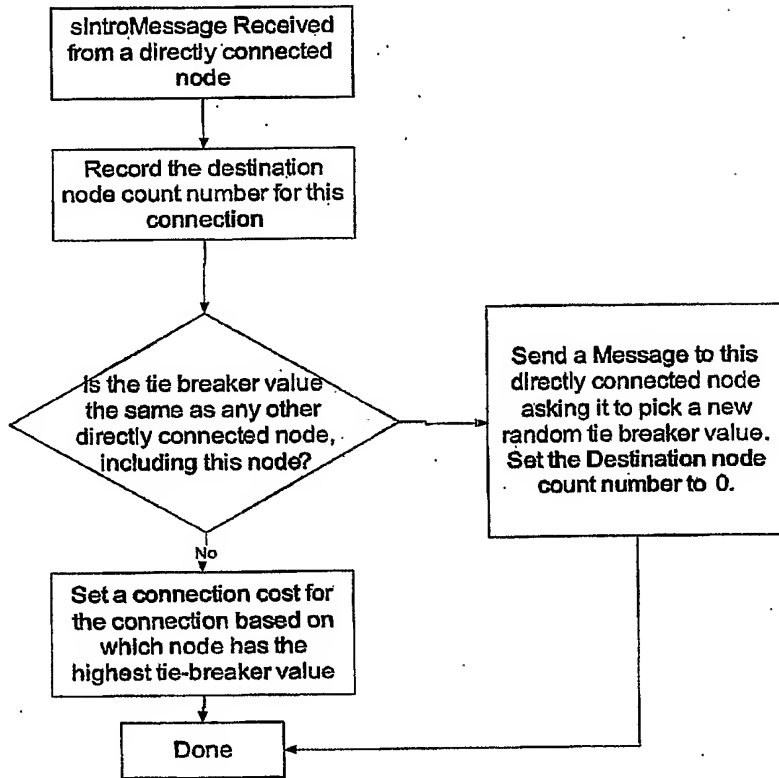 sIntroMessage Received
from a directly connected
node
Record the destination
node count number for this
connection
Is the tie breaker value
the same as any other
directly connected node,
including this node?
Send a Message to this
directly connected node
asking it to pick a new
random tie breaker value.
Set the Destination node
count number to 0.
No
Set a connection cost for
the connection based on
which node has the
highest tie-breaker value
Done